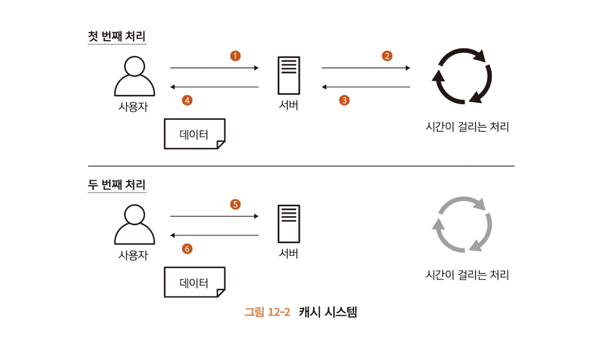 첫 번째 처리
1
2
사용자
서버
4
3
데이터
시간이 걸리는 처리
두 번째 처리
5
사용자
6
서버
데이터
시간이 걸리는 처리
그림 12-2 캐시 시스템